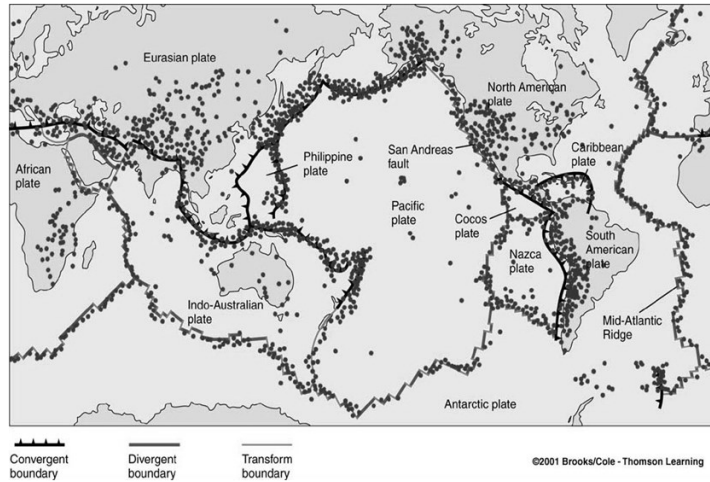 Eurasian plate
North American
plate
San Andreas
fault
Caribbean
plate
Philippine
plate
African
plate
Pacific
plate
Cocos
plate
South
American
plate
Nazca
plate
Indo-Australian
plate
Mid-Atlantic
Ridge
Antarctic plate
Convergent
boundary
Divergent
boundary
Transform
boundary
©2001 Brooks/Cole - Thomson Learning